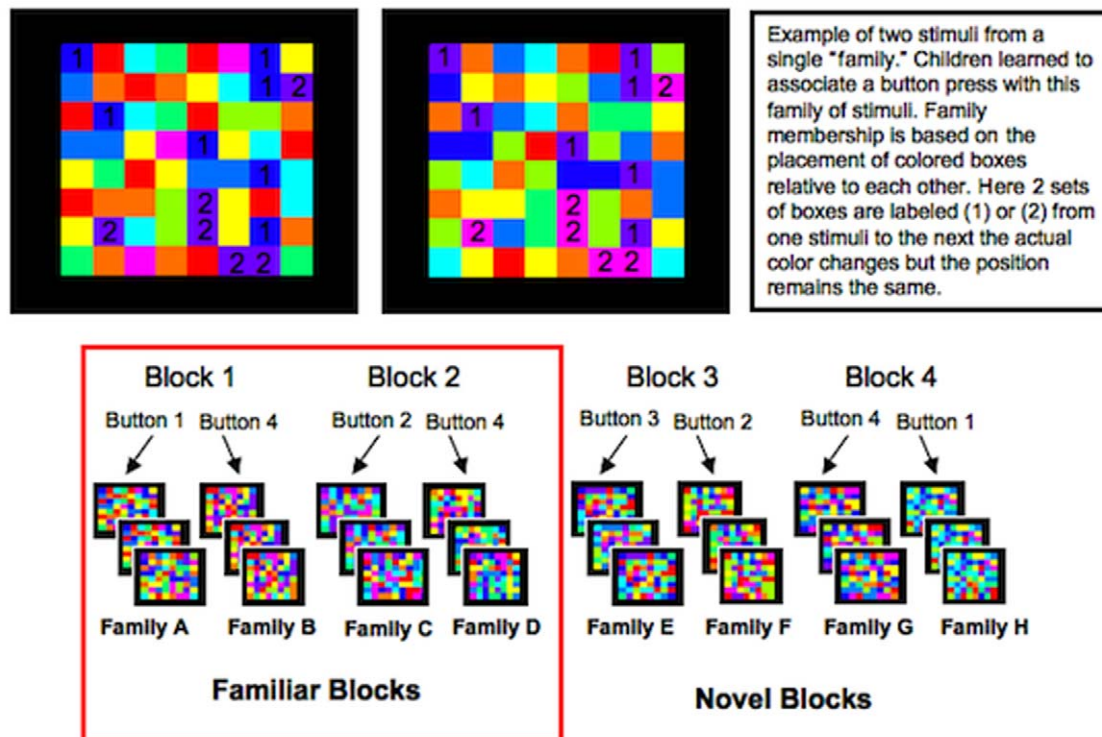 1 1
1 2
1
1
1
2
2 2 1
2 2
1 1
1 2
1
1
1
2
2 2 1
2 2
Example of two stimuli from a
single "family." Children learned to
associate a button press with this
family of stimuli. Family
membership is based on the
placement of colored boxes
relative to each other. Here 2 sets
of boxes are labeled (1) or (2) from
one stimuli to the next the actual
color changes but the position
remains the same.
Block 1 Block 2 Block 3 Block 4
Button 1 Button 4 Button 2 Button 4 Button 3 Button 2 Button 4 Button 1
Family A Family B Family C Family D Family E Family F Family G Family H
Familiar Blocks Novel Blocks